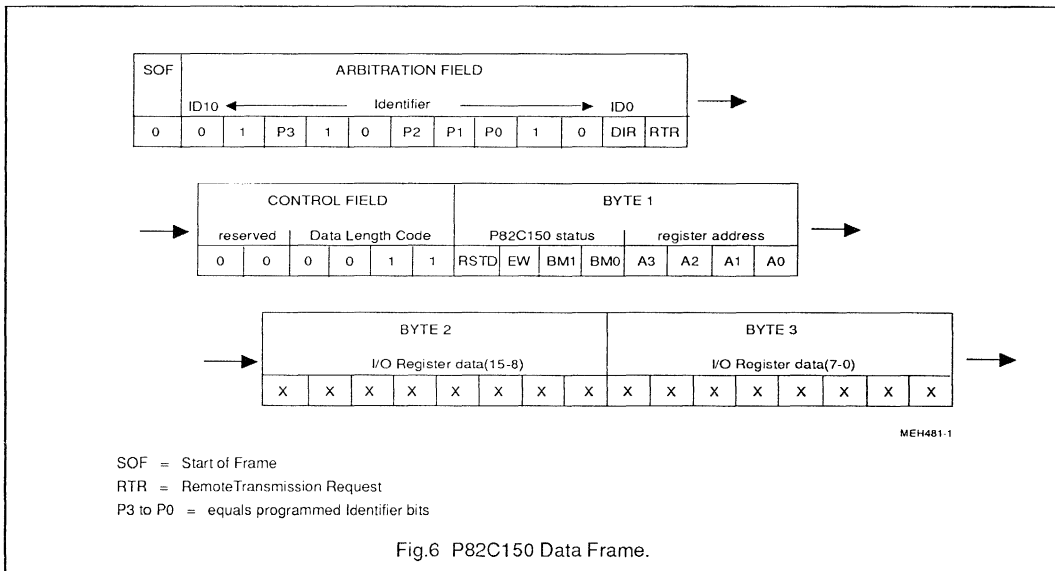 SOF ARBITRATION FIELD
ID10 Identifier ID0
0 0 1 P3 1 0 P2 P1 P0 1 0 DIR RTR
CONTROL FIELD BYTE 1
reserved Data Length Code P82C150 status register address
0 0 0 0 1 1 RSTD EW BM1 BM0 A3 A2 A1 A0
BYTE 2 BYTE 3
I/O Register data(15-8) I/O Register data(7-0)
X X X X X X X X X X X X X X X X
MEH481-1
SOF = Start of Frame
RTR = RemoteTransmission Request
P3 to P0 = equals programmed Identifier bits
Fig.6 P82C150 Data Frame.